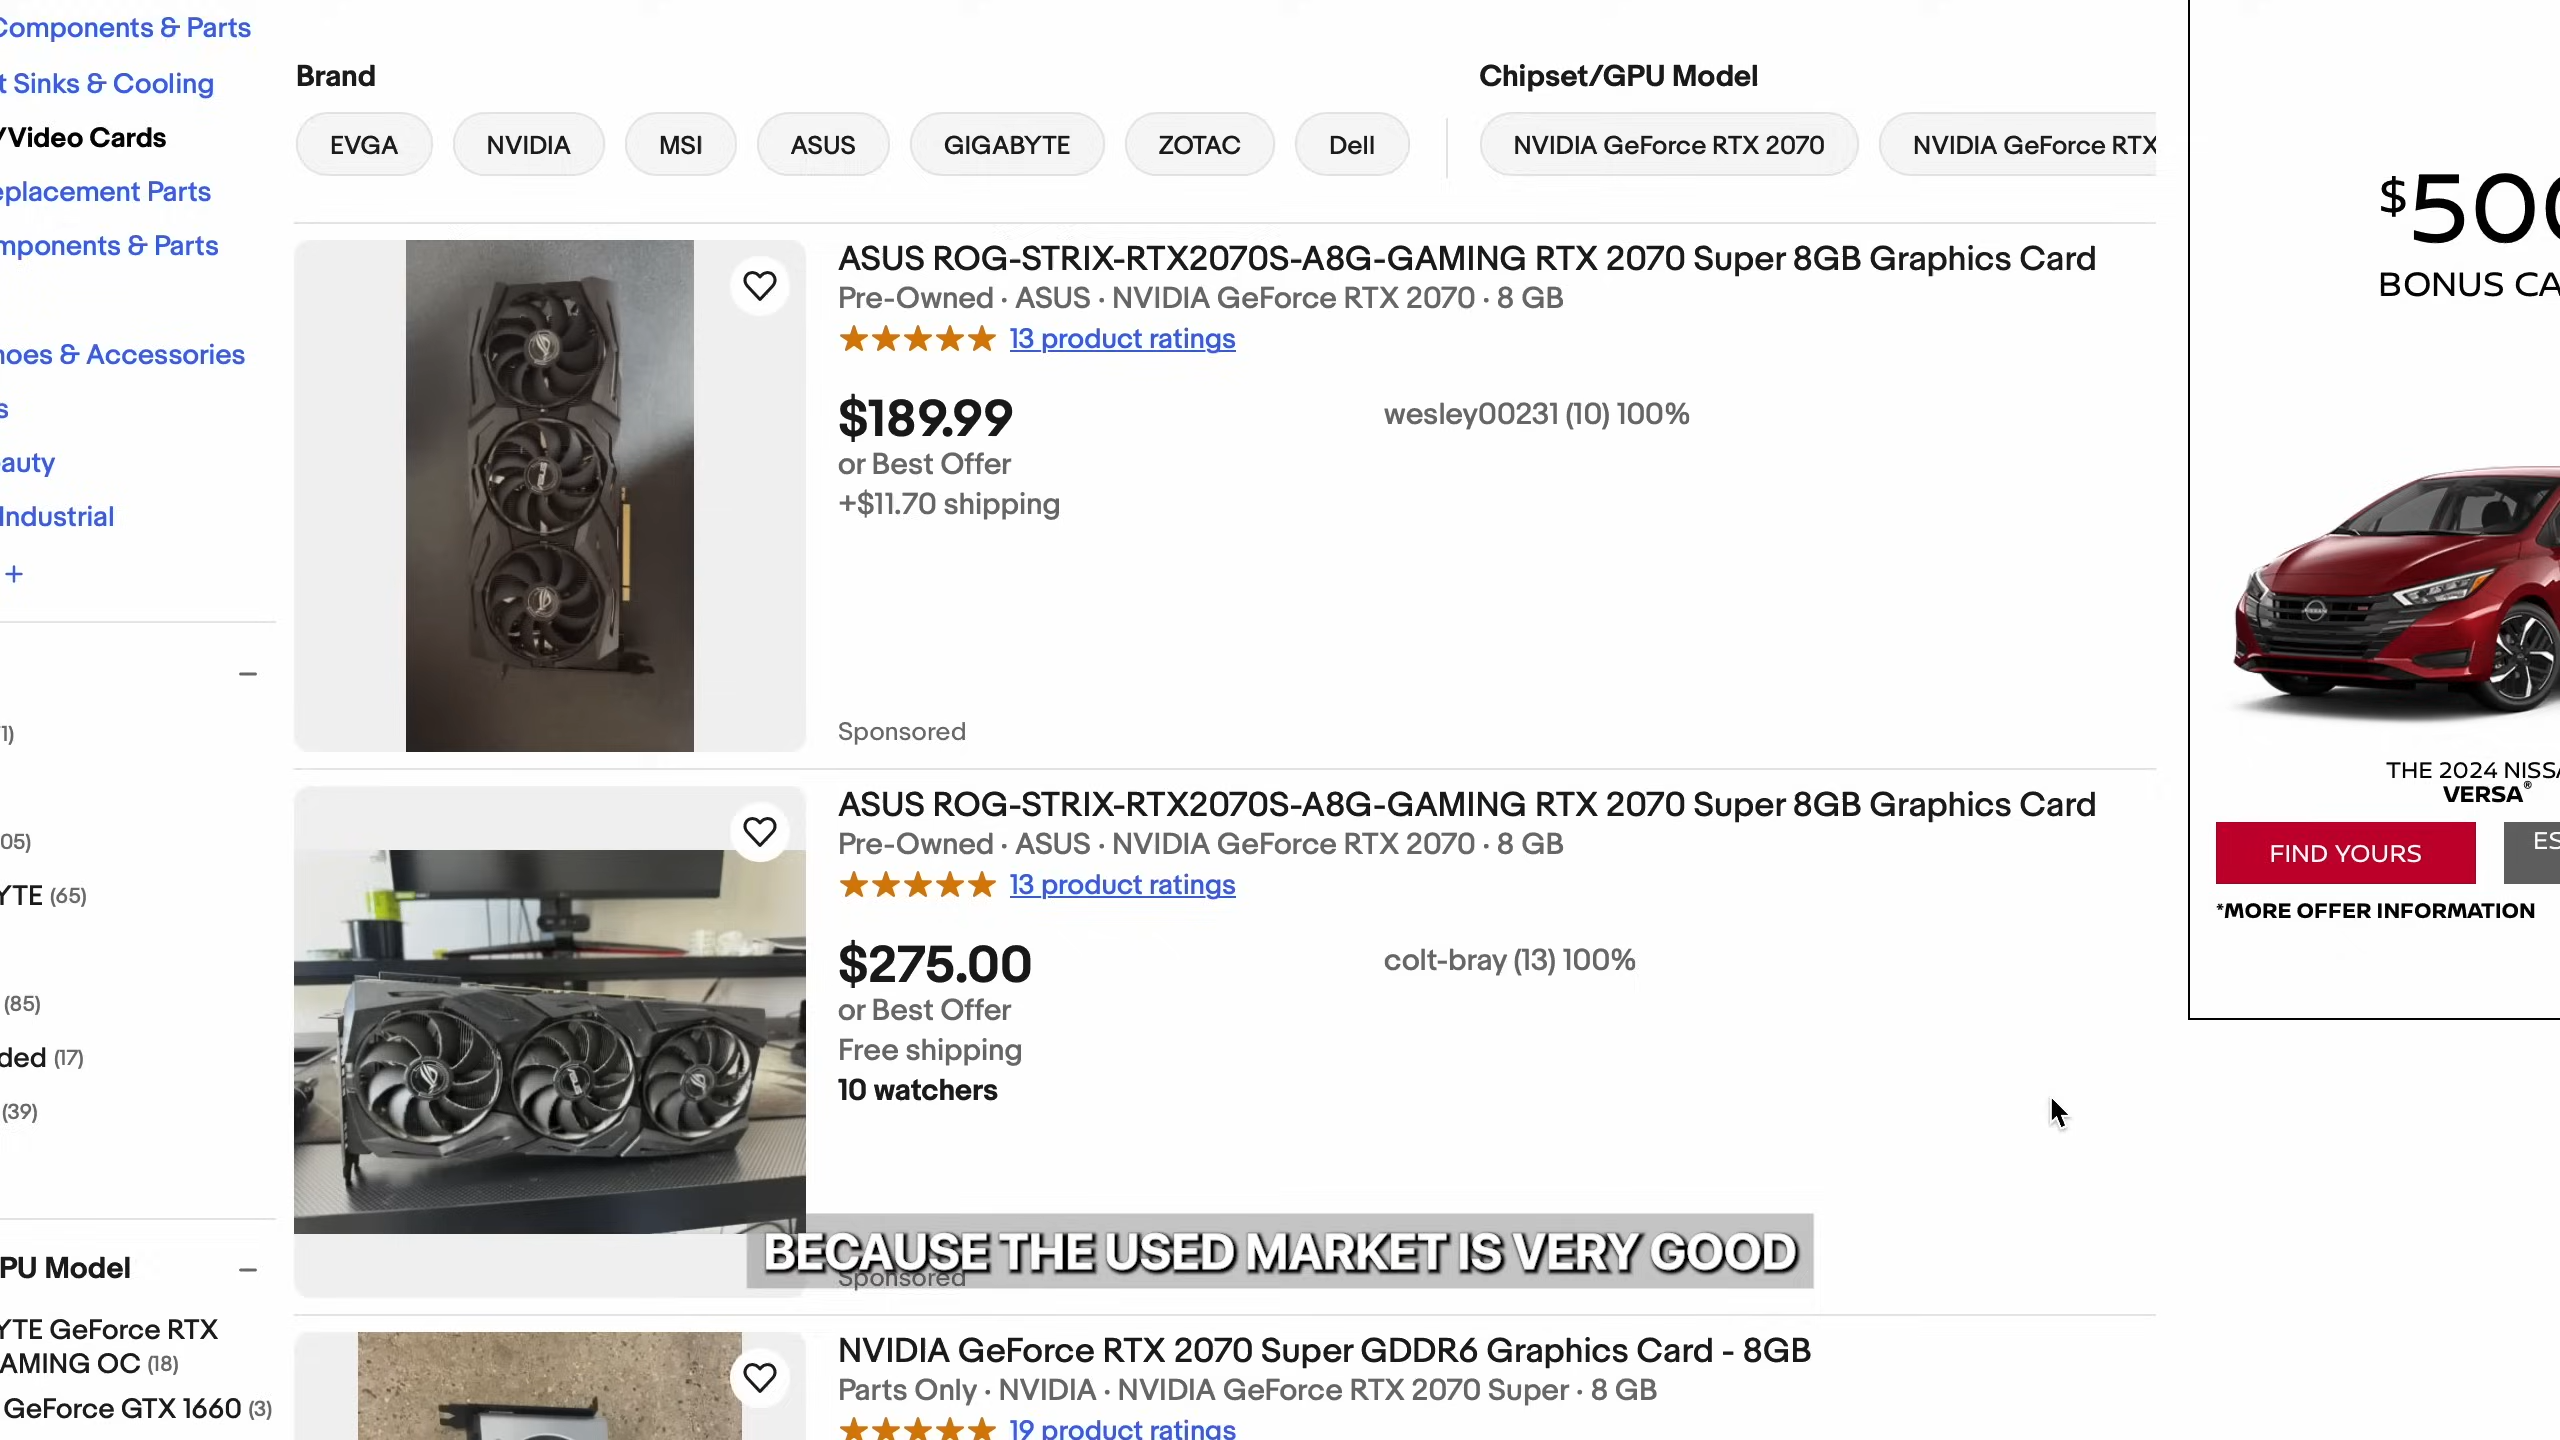 Components & Parts
t Sinks & Cooling
/Video Cards
eplacement Parts
mponents & Parts
hoes & Accessories
s
auty
Industrial
+
1)
05)
YTE (65)
(85)
ded (17)
(39)
PU Model
YTE GeForce RTX
AMING OC (18)
GeForce GTX 1660 (3)
Brand
EVGA
NVIDIA
MSI
ASUS
GIGABYTE
ZOTAC
Dell
Chipset/GPU Model
NVIDIA GeForce RTX 2070
NVIDIA GeForce RTX
ASUS ROG-STRIX-RTX2070S-A8G-GAMING RTX 2070 Super 8GB Graphics Card
Pre-Owned · ASUS · NVIDIA GeForce RTX 2070 · 8 GB
13 product ratings
$189.99
or Best Offer
+$11.70 shipping
wesley00231 (10) 100%
Sponsored
ASUS ROG-STRIX-RTX2070S-A8G-GAMING RTX 2070 Super 8GB Graphics Card
Pre-Owned · ASUS · NVIDIA GeForce RTX 2070 · 8 GB
13 product ratings
$275.00
or Best Offer
Free shipping
10 watchers
colt-bray (13) 100%
BECAUSE THE USED MARKET IS VERY GOOD
Sponsored
NVIDIA GeForce RTX 2070 Super GDDR6 Graphics Card - 8GB
Parts Only · NVIDIA · NVIDIA GeForce RTX 2070 Super · 8 GB
19 product ratings
$500
BONUS CA
THE 2024 NISSA
VERSA®
FIND YOURS
ES
*MORE OFFER INFORMATION